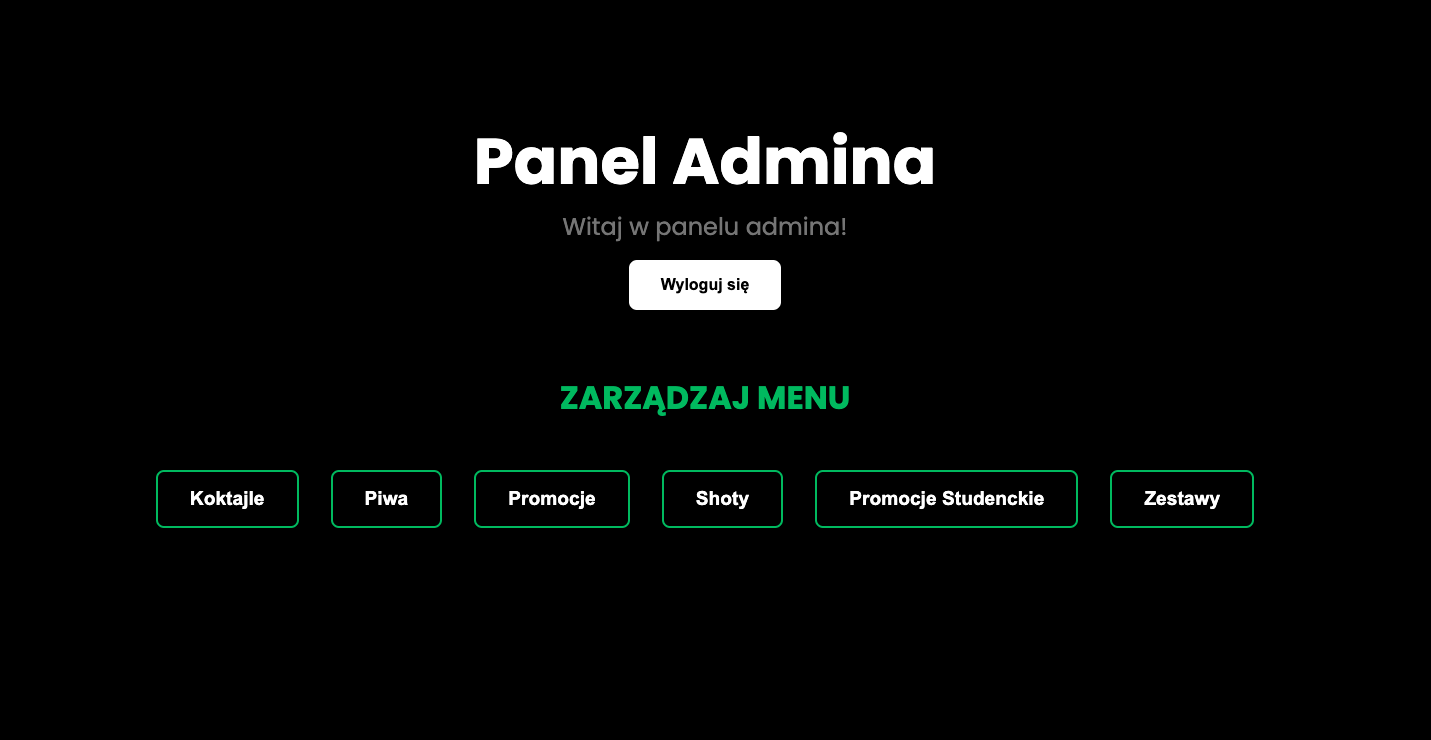 Panel Admina
Witaj w panelu admina!
Wyloguj się
ZARZĄDZAJ MENU
Koktajle Piwa Promocje Shoty Promocje Studenckie Zestawy